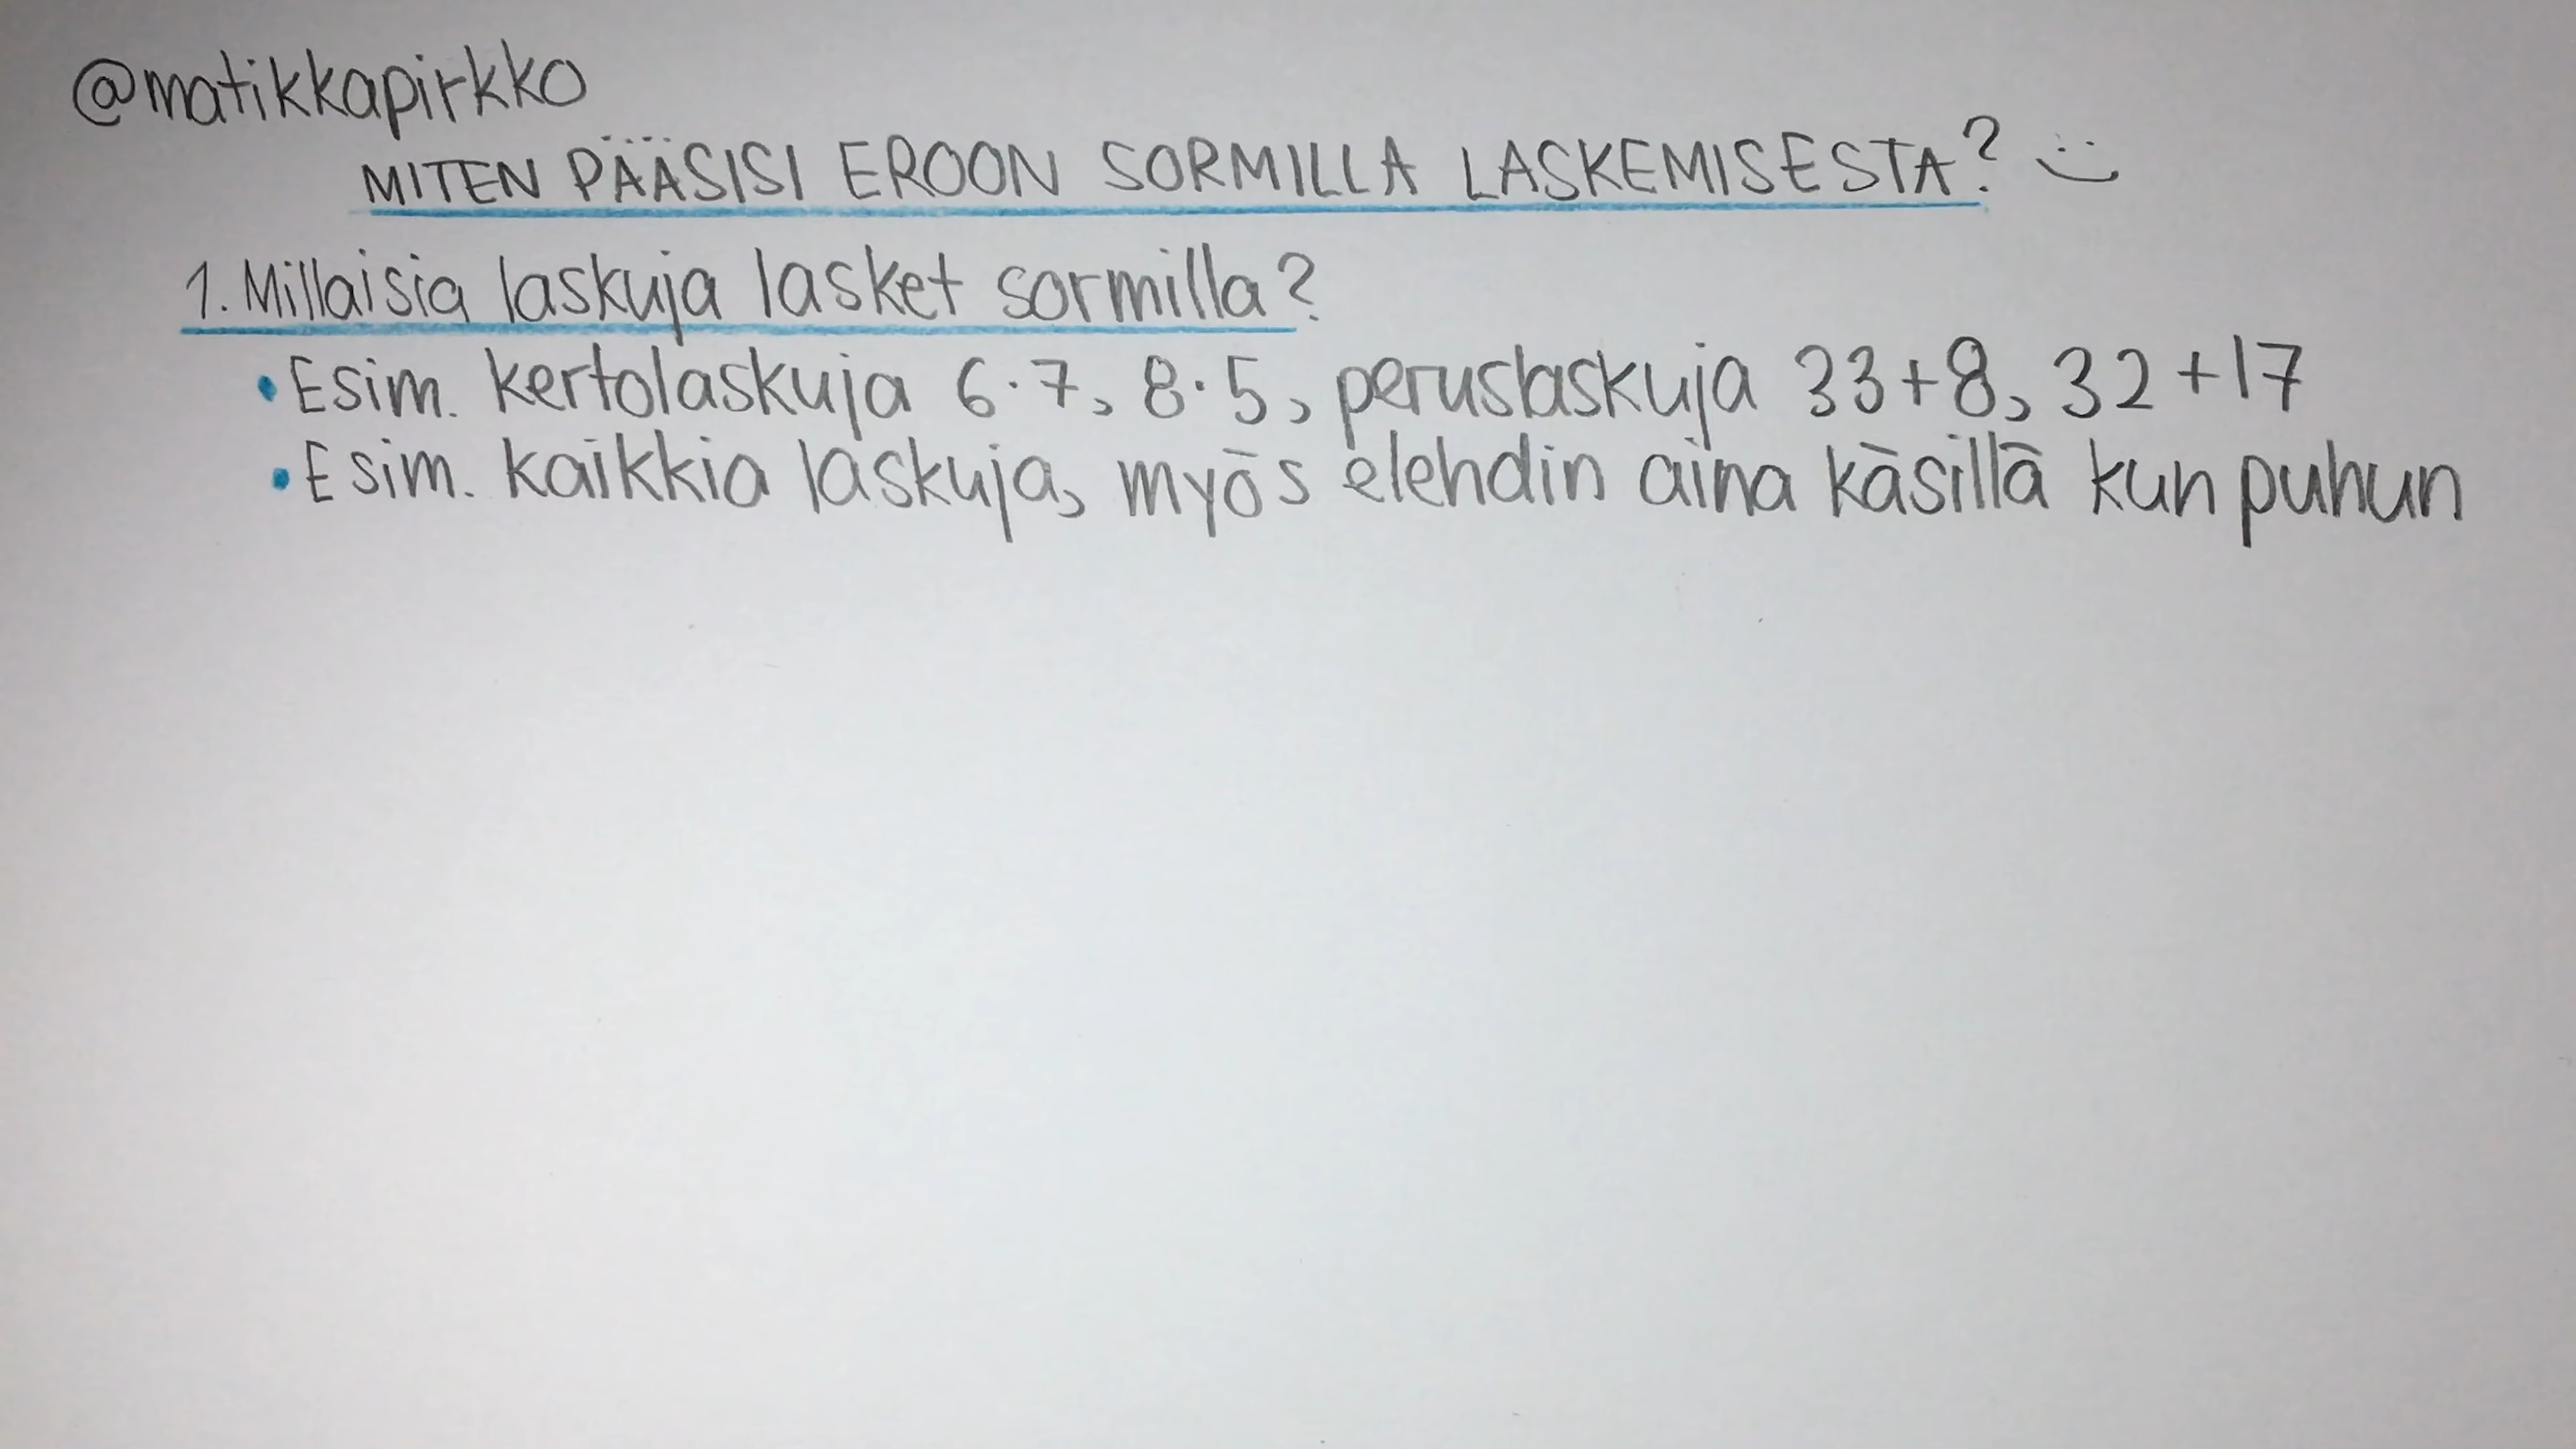 @matikkapirkko
MITEN PÄÄSISI EROON SORMILLA LASKEMISESTA? :)
1. Millaisia laskuja lasket sormilla?
• Esim. kertolaskuja 6·7, 8·5, peruslaskuja 33+8, 32+17
• Esim. kaikkia laskuja, myös elehdin aina käsillä kun puhun